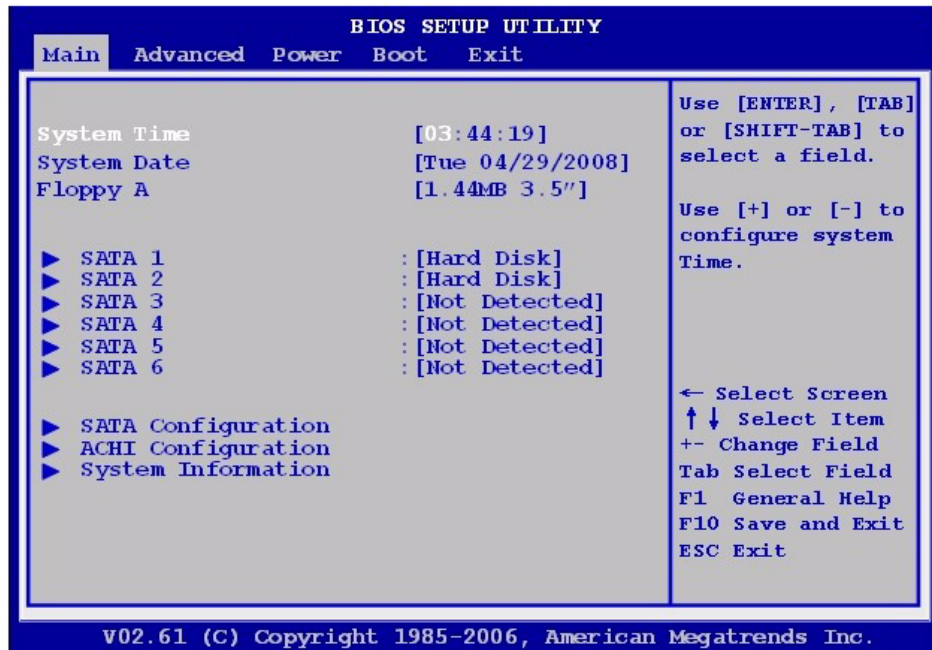 BIOS SETUP UTILITY
Main Advanced Power Boot Exit
System Time [03:44:19]
System Date [Tue 04/29/2008]
Floppy A [1.44MB 3.5″]
▶ SATA 1 :[Hard Disk]
▶ SATA 2 :[Hard Disk]
▶ SATA 3 :[Not Detected]
▶ SATA 4 :[Not Detected]
▶ SATA 5 :[Not Detected]
▶ SATA 6 :[Not Detected]
▶ SATA Configuration
▶ ACHI Configuration
▶ System Information
Use [ENTER], [TAB]
or [SHIFT-TAB] to
select a field.
Use [+] or [-] to
configure system
Time.
← Select Screen
↑↓ Select Item
+- Change Field
Tab Select Field
F1 General Help
F10 Save and Exit
ESC Exit
V02.61 (C) Copyright 1985-2006, American Megatrends Inc.